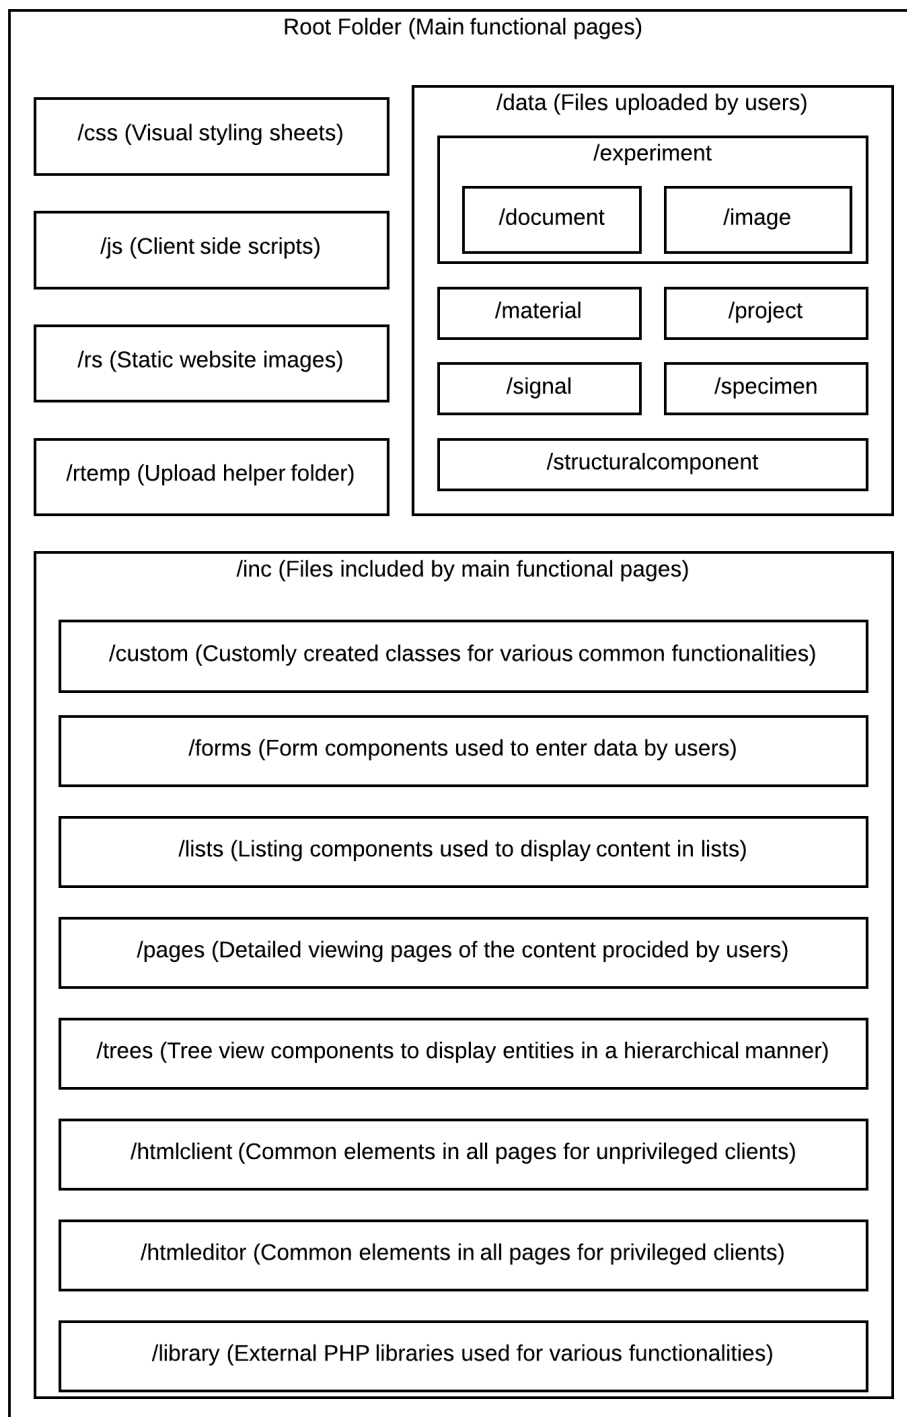 Root Folder (Main functional pages)
/css (Visual styling sheets)
/js (Client side scripts)
/rs (Static website images)
/rtemp (Upload helper folder)
/data (Files uploaded by users)
/experiment
/document
/image
/material
/project
/signal
/specimen
/structuralcomponent
/inc (Files included by main functional pages)
/custom (Customly created classes for various common functionalities)
/forms (Form components used to enter data by users)
/lists (Listing components used to display content in lists)
/pages (Detailed viewing pages of the content procided by users)
/trees (Tree view components to display entities in a hierarchical manner)
/htmlclient (Common elements in all pages for unprivileged clients)
/htmleditor (Common elements in all pages for privileged clients)
/library (External PHP libraries used for various functionalities)